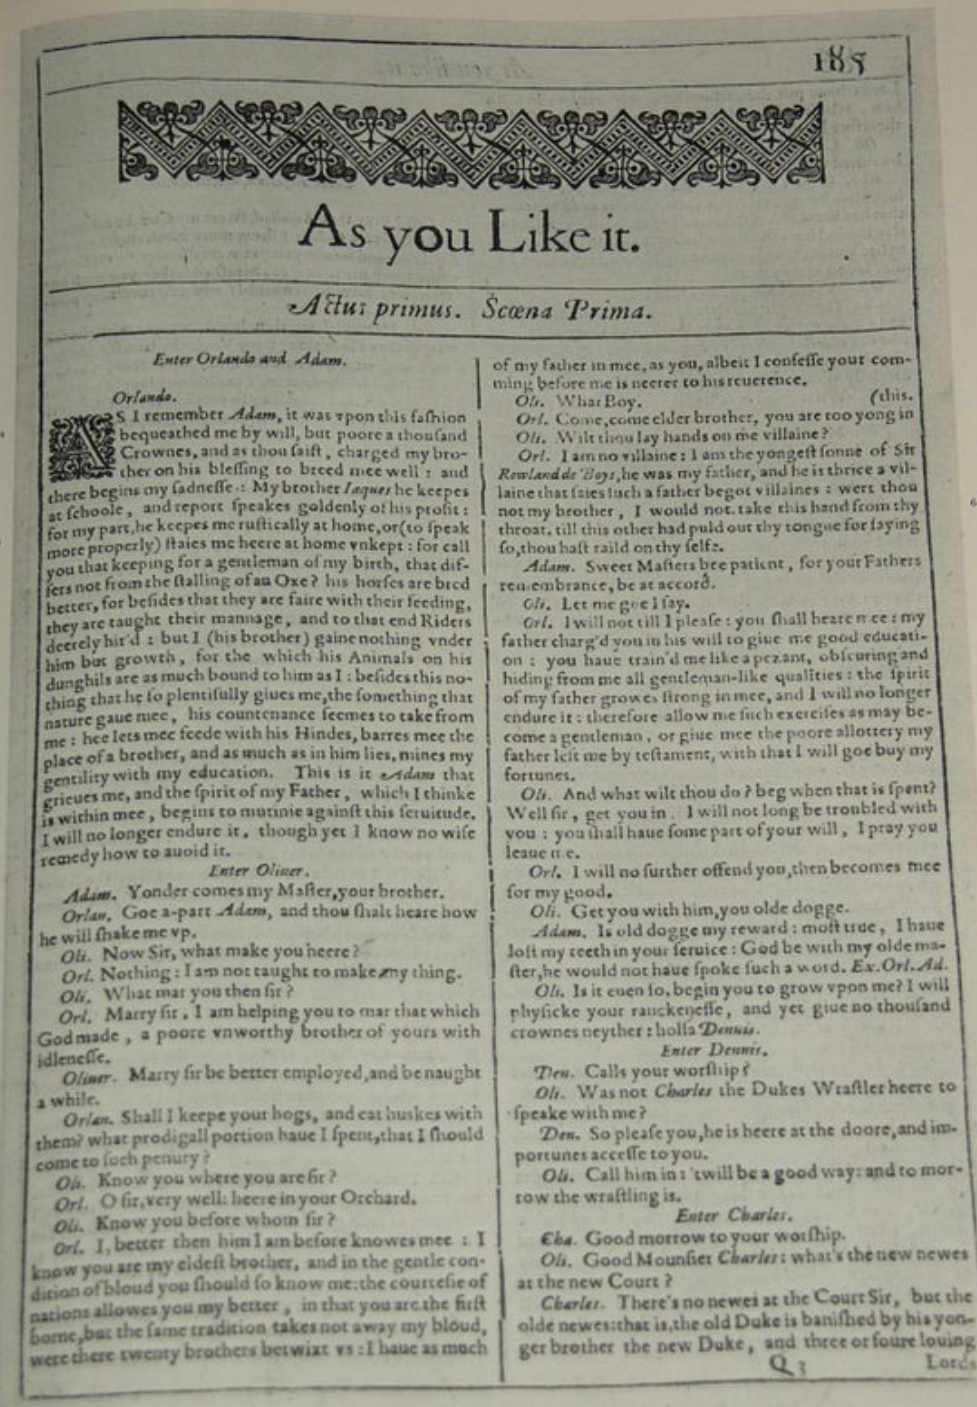 185
As you Like it.
Actus primus. Scœna Prima.
Enter Orlando and Adam.
Orlando.
AS I remember Adam, it was vpon this faſhion
bequeathed me by will, but poore a thouſand
Crownes, and as thou ſaiſt, charged my bro-
ther on his bleſſing to breed mee well : and
there begins my ſadneſſe : My brother Iaques he keepes
at ſchoole, and report ſpeakes goldenly of his profit :
for my part, he keepes me ruſtically at home, or (to ſpeak
more properly) ſtaies me heere at home vnkept : for call
you that keeping for a gentleman of my birth, that dif-
fers not from the ſtalling of an Oxe? his horſes are bred
better, for beſides that they are faire with their feeding,
they are taught their mannage, and to that end Riders
deerely hir'd : but I (his brother) gaine nothing vnder
him but growth, for the which his Animals on his
dunghils are as much bound to him as I : beſides this no-
thing that he ſo plentifully giues me, the ſomething that
nature gaue mee, his countenance ſeemes to take from
me : hee lets mee feede with his Hindes, barres mee the
place of a brother, and as much as in him lies, mines my
gentility with my education. This is it Adam that
grieues me, and the ſpirit of my Father, which I thinke
is within mee, begins to mutinie againſt this ſeruitude.
I will no longer endure it, though yet I know no wiſe
remedy how to auoid it.
Enter Oliuer.
Adam. Yonder comes my Maſter, your brother.
Orlan. Goe a-part Adam, and thou ſhalt heare how
he will ſhake me vp.
Oli. Now Sir, what make you heere?
Orl. Nothing : I am not taught to make any thing.
Oli. What mar you then ſir?
Orl. Marry ſir, I am helping you to mar that which
God made, a poore vnworthy brother of yours with
idleneſſe.
Oliuer. Marry ſir be better employed, and be naught
a while.
Orlan. Shall I keepe your hogs, and eat huskes with
them? what prodigall portion haue I ſpent, that I ſhould
come to ſuch penury?
Oli. Know you where you are ſir?
Orl. O ſir, very well: heere in your Orchard.
Oli. Know you before whom ſir?
Orl. I, better then him I am before knowes mee : I
know you are my eldeſt brother, and in the gentle con-
dition of bloud you ſhould ſo know me: the courteſie of
nations allowes you my better, in that you are the firſt
borne, but the ſame tradition takes not away my bloud,
were there twenty brothers betwixt vs : I haue as much
of my father in mee, as you, albeit I confeſſe your com-
ming before me is neerer to his reuerence.
Oli. What Boy. (this.
Orl. Come, come elder brother, you are too yong in
Oli. Wilt thou lay hands on me villaine?
Orl. I am no villaine : I am the yongeſt ſonne of Sir
Rowland de Boys, he was my father, and he is thrice a vil-
laine that ſaies ſuch a father begot villaines : wert thou
not my brother, I would not take this hand from thy
throat, till this other had puld out thy tongue for ſaying
ſo, thou haſt raild on thy ſelfe.
Adam. Sweet Maſters bee patient, for your Fathers
remembrance, be at accord.
Oli. Let me goe I ſay.
Orl. I will not till I pleaſe : you ſhall heare mee : my
father charg'd you in his will to giue me good educati-
on : you haue train'd me like a pezant, obſcuring and
hiding from me all gentleman-like qualities : the ſpirit
of my father growes ſtrong in mee, and I will no longer
endure it : therefore allow me ſuch exerciſes as may be-
come a gentleman, or giue mee the poore allottery my
father left me by teſtament, with that I will goe buy my
fortunes.
Oli. And what wilt thou do? beg when that is ſpent?
Well ſir, get you in. I will not long be troubled with
you : you ſhall haue ſome part of your will, I pray you
leaue me.
Orl. I will no further offend you, then becomes mee
for my good.
Oli. Get you with him, you olde dogge.
Adam. Is old dogge my reward : moſt true, I haue
loſt my teeth in your ſeruice : God be with my olde ma-
ſter, he would not haue ſpoke ſuch a word. Ex. Orl. Ad.
Oli. Is it euen ſo, begin you to grow vpon me? I will
phyſicke your ranckeneſſe, and yet giue no thouſand
crownes neyther : holla Dennis.
Enter Dennis.
Den. Calls your worſhip?
Oli. Was not Charles the Dukes Wraſtler heere to
ſpeake with me?
Den. So pleaſe you, he is heere at the doore, and im-
portunes acceſſe to you.
Oli. Call him in : 'twill be a good way: and to mor-
row the wraſtling is.
Enter Charles.
Cha. Good morrow to your worſhip.
Oli. Good Mounſier Charles : what's the new newes
at the new Court?
Charles. There's no newes at the Court Sir, but the
olde newes: that is, the old Duke is baniſhed by his yon-
ger brother the new Duke, and three or foure louing
Q3 Lords